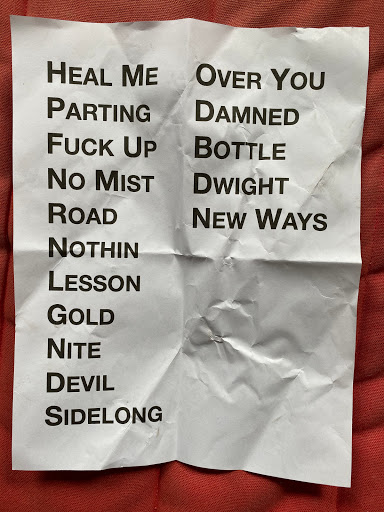 Heal Me
Parting
Fuck Up
No Mist
Road
Nothin
Lesson
Gold
Nite
Devil
Sidelong
Over You
Damned
Bottle
Dwight
New Ways